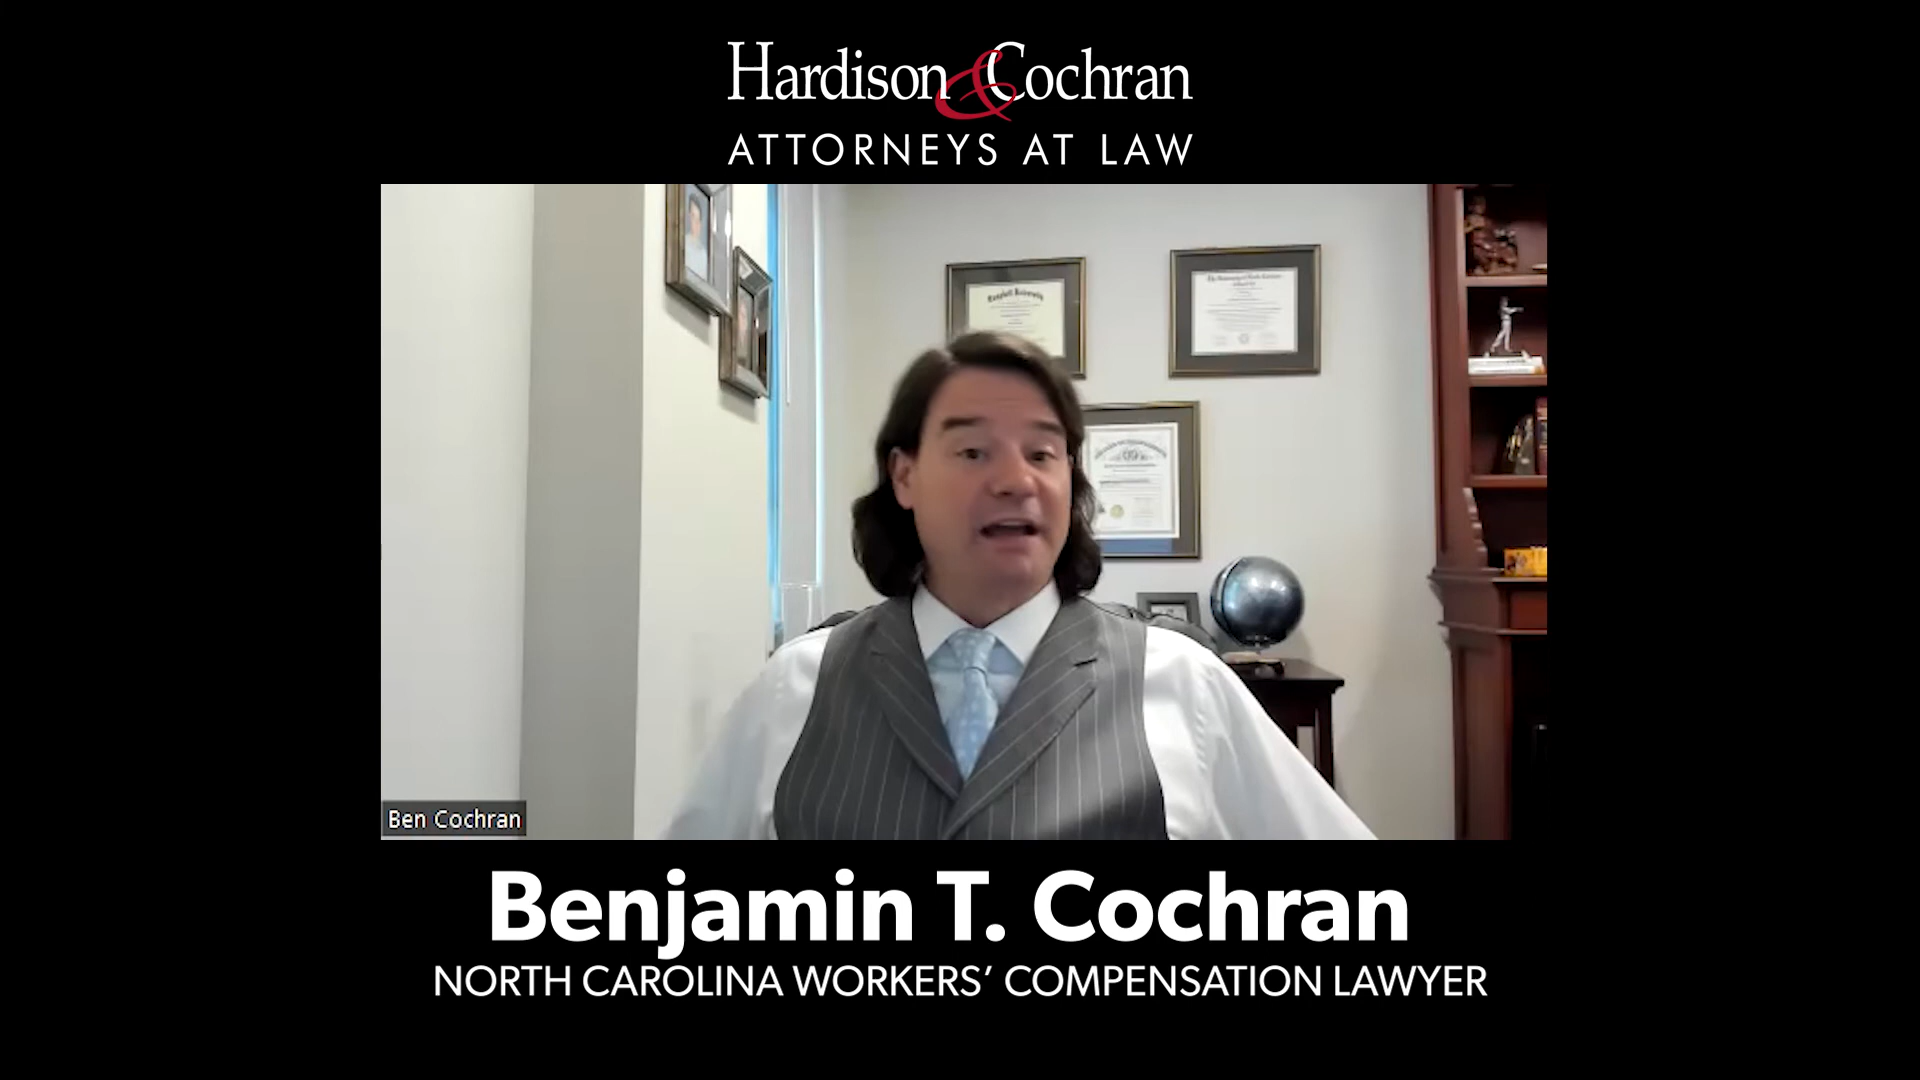 Hardison & Cochran
ATTORNEYS AT LAW
Ben Cochran
Benjamin T. Cochran
NORTH CAROLINA WORKERS’ COMPENSATION LAWYER